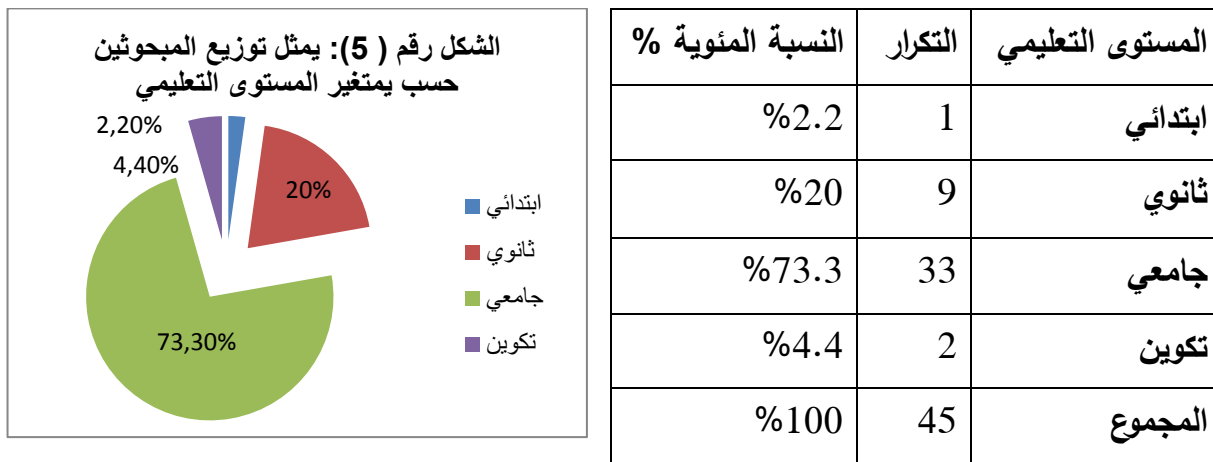 الشكل رقم ( 5): يمثل توزيع المبحوثين
حسب يمتغير المستوى التعليمي
2,20%
4,40%
20%
73,30%
ابتدائي
ثانوي
جامعي
تكوين
المستوى التعليمي التكرار النسبة المئوية %
ابتدائي 1 %2.2
ثانوي 9 %20
جامعي 33 %73.3
تكوين 2 %4.4
المجموع 45 %100